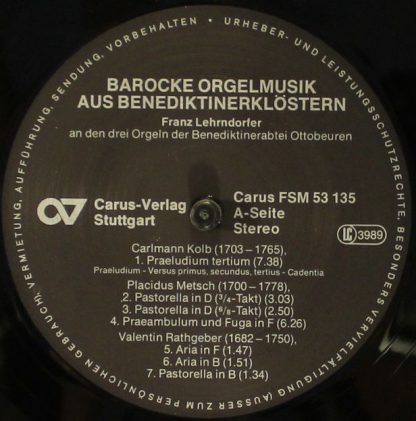 URHEBER- UND LEISTUNGSSCHUTZRECHTE, BESONDERS VERVIELFÄLTIGUNG (AUSSER ZUM PERSÖNLICHEN GEBRAUCH), VERMIETUNG, AUFFÜHRUNG, SENDUNG, VORBEHALTEN •
BAROCKE ORGELMUSIK
AUS BENEDIKTINERKLÖSTERN
Franz Lehrndorfer
an den drei Orgeln der Benediktinerabtei Ottobeuren
Carus-Verlag
Stuttgart
Carus FSM 53 135
A-Seite
Stereo
LC 3989
Carlmann Kolb (1703–1765),
1. Praeludium tertium (7.38)
Praeludium - Versus primus, secundus, tertius - Cadentia
Placidus Metsch (1700–1778),
2. Pastorella in D (3/4-Takt) (3.03)
3. Pastorella in D (6/8-Takt) (2.50)
4. Praeambulum und Fuga in F (6.26)
Valentin Rathgeber (1682–1750),
5. Aria in F (1.47)
6. Aria in B (1.51)
7. Pastorella in B (1.34)